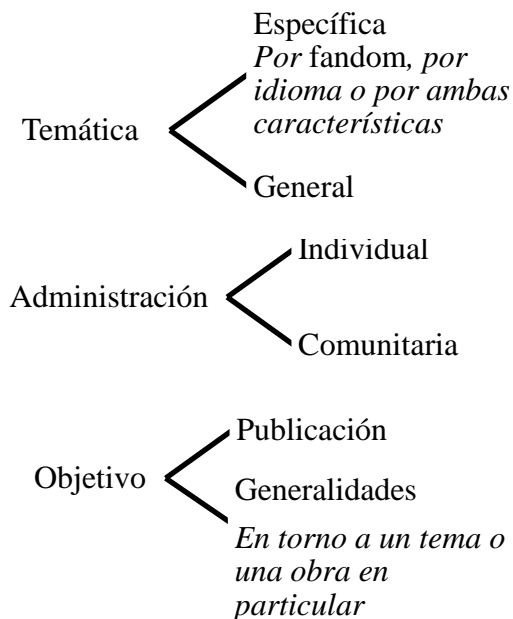 Específica
Por fandom, por
idioma o por ambas
características
Temática
General
Individual
Administración
Comunitaria
Publicación
Objetivo
Generalidades
En torno a un tema o
una obra en
particular